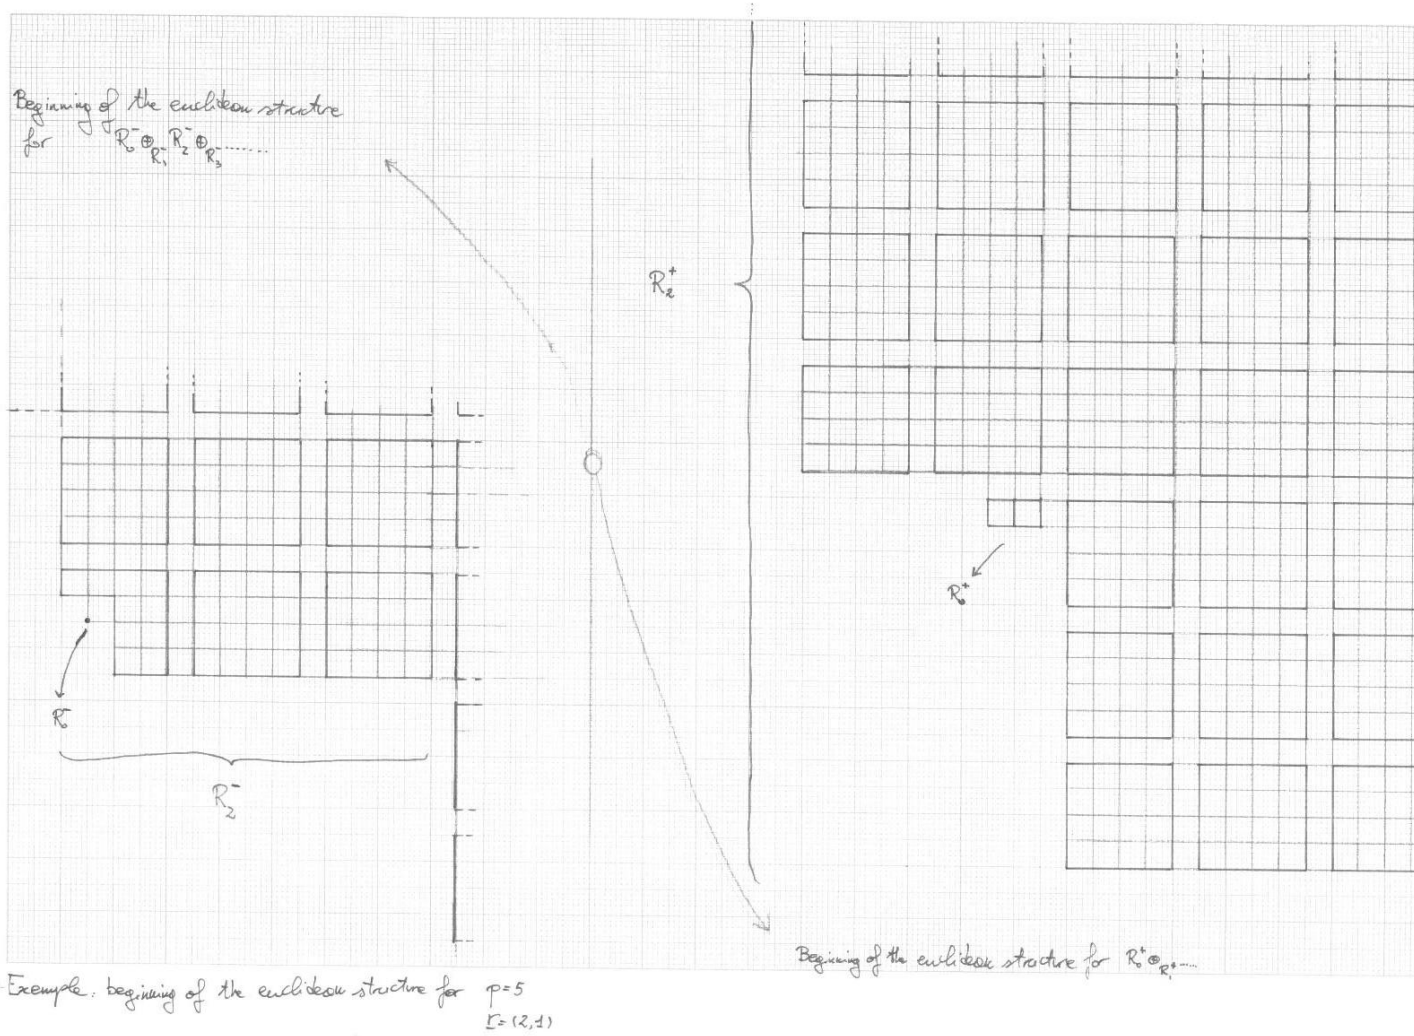 Beginning of the euclidean structure
for R₀⁻ ⊕_{R₁⁻} R₂⁻ ⊕_{R₃⁻} ........
R₂⁺
R₀⁺
R₀⁻
R₂⁻
Beginning of the euclidean structure for R₀⁺ ⊕_{R₁⁺} .....
Exemple: beginning of the euclidean structure for p=5
r=(2,1)